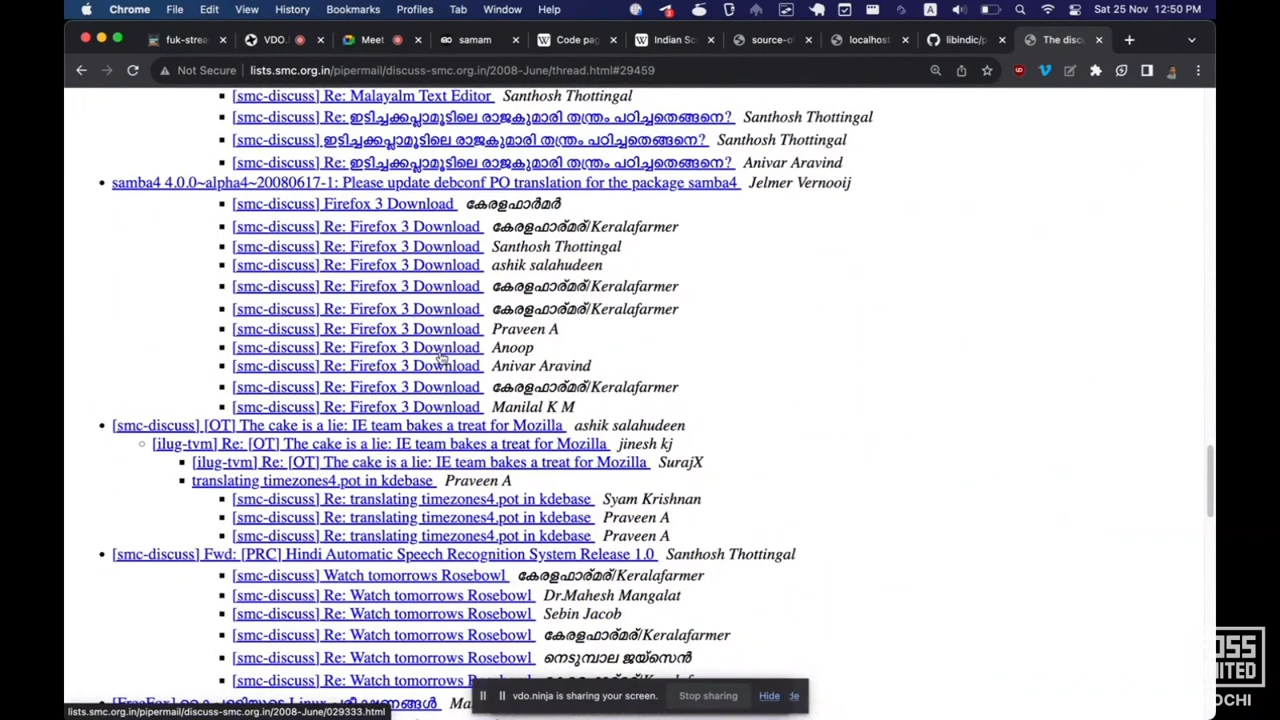 Chrome File Edit View History Bookmarks Profiles Tab Window Help A Sat 25 Nov 12:50 PM
fuk-strea VDO. Meet samam Code pag Indian Scr source-of localhost libindic/p The disc
Not Secure lists.smc.org.in/pipermail/discuss-smc.org.in/2008-June/thread.html#29459
[smc-discuss] Re: Malayalm Text Editor Santhosh Thottingal
[smc-discuss] Re: ഇടിച്ചക്കപ്ലാമൂടിലെ രാജകുമാരി തന്ത്രം പഠിച്ചതെങ്ങനെ? Santhosh Thottingal
[smc-discuss] ഇടിച്ചക്കപ്ലാമൂടിലെ രാജകുമാരി തന്ത്രം പഠിച്ചതെങ്ങനെ? Santhosh Thottingal
[smc-discuss] Re: ഇടിച്ചക്കപ്ലാമൂടിലെ രാജകുമാരി തന്ത്രം പഠിച്ചതെങ്ങനെ? Anivar Aravind
samba4 4.0.0~alpha4~20080617-1: Please update debconf PO translation for the package samba4 Jelmer Vernooij
[smc-discuss] Firefox 3 Download കേരളഫാര്‍മര്‍
[smc-discuss] Re: Firefox 3 Download കേരളഫാര്‍മര്‍/Keralafarmer
[smc-discuss] Re: Firefox 3 Download Santhosh Thottingal
[smc-discuss] Re: Firefox 3 Download ashik salahudeen
[smc-discuss] Re: Firefox 3 Download കേരളഫാര്‍മര്‍/Keralafarmer
[smc-discuss] Re: Firefox 3 Download കേരളഫാര്‍മര്‍/Keralafarmer
[smc-discuss] Re: Firefox 3 Download Praveen A
[smc-discuss] Re: Firefox 3 Download Anoop
[smc-discuss] Re: Firefox 3 Download Anivar Aravind
[smc-discuss] Re: Firefox 3 Download കേരളഫാര്‍മര്‍/Keralafarmer
[smc-discuss] Re: Firefox 3 Download Manilal K M
[smc-discuss] [OT] The cake is a lie: IE team bakes a treat for Mozilla ashik salahudeen
[ilug-tvm] Re: [OT] The cake is a lie: IE team bakes a treat for Mozilla jinesh kj
[ilug-tvm] Re: [OT] The cake is a lie: IE team bakes a treat for Mozilla SurajX
translating timezones4.pot in kdebase Praveen A
[smc-discuss] Re: translating timezones4.pot in kdebase Syam Krishnan
[smc-discuss] Re: translating timezones4.pot in kdebase Praveen A
[smc-discuss] Re: translating timezones4.pot in kdebase Praveen A
[smc-discuss] Fwd: [PRC] Hindi Automatic Speech Recognition System Release 1.0 Santhosh Thottingal
[smc-discuss] Watch tomorrows Rosebowl കേരളഫാര്‍മര്‍/Keralafarmer
[smc-discuss] Re: Watch tomorrows Rosebowl Dr.Mahesh Mangalat
[smc-discuss] Re: Watch tomorrows Rosebowl Sebin Jacob
[smc-discuss] Re: Watch tomorrows Rosebowl കേരളഫാര്‍മര്‍/Keralafarmer
[smc-discuss] Re: Watch tomorrows Rosebowl നെടുമ്പാല ജയ്സെന്‍
[smc-discuss] Re: Watch tomorrows
vdo.ninja is sharing your screen. Stop sharing Hide
lists.smc.org.in/pipermail/discuss-smc.org.in/2008-June/029333.html